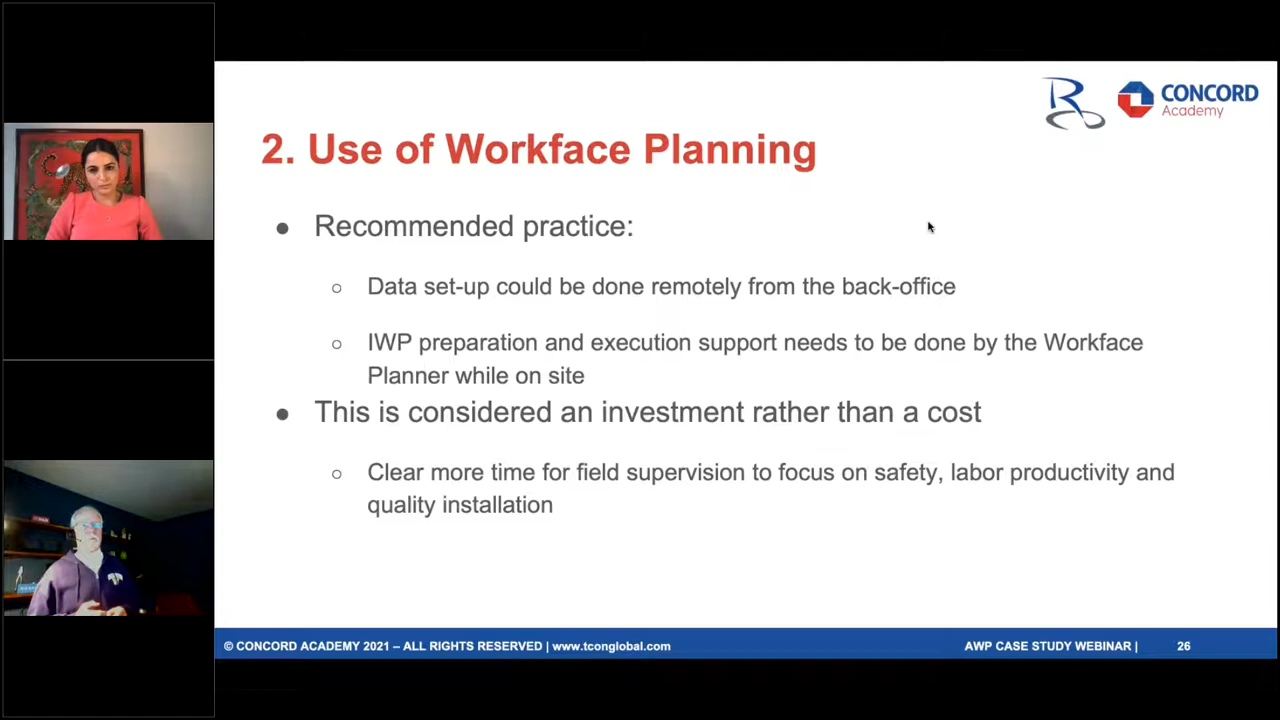 CONCORD
Academy
2. Use of Workface Planning
● Recommended practice:
○ Data set-up could be done remotely from the back-office
○ IWP preparation and execution support needs to be done by the Workface
Planner while on site
● This is considered an investment rather than a cost
○ Clear more time for field supervision to focus on safety, labor productivity and
quality installation
© CONCORD ACADEMY 2021 – ALL RIGHTS RESERVED | www.tconglobal.com
AWP CASE STUDY WEBINAR |
26